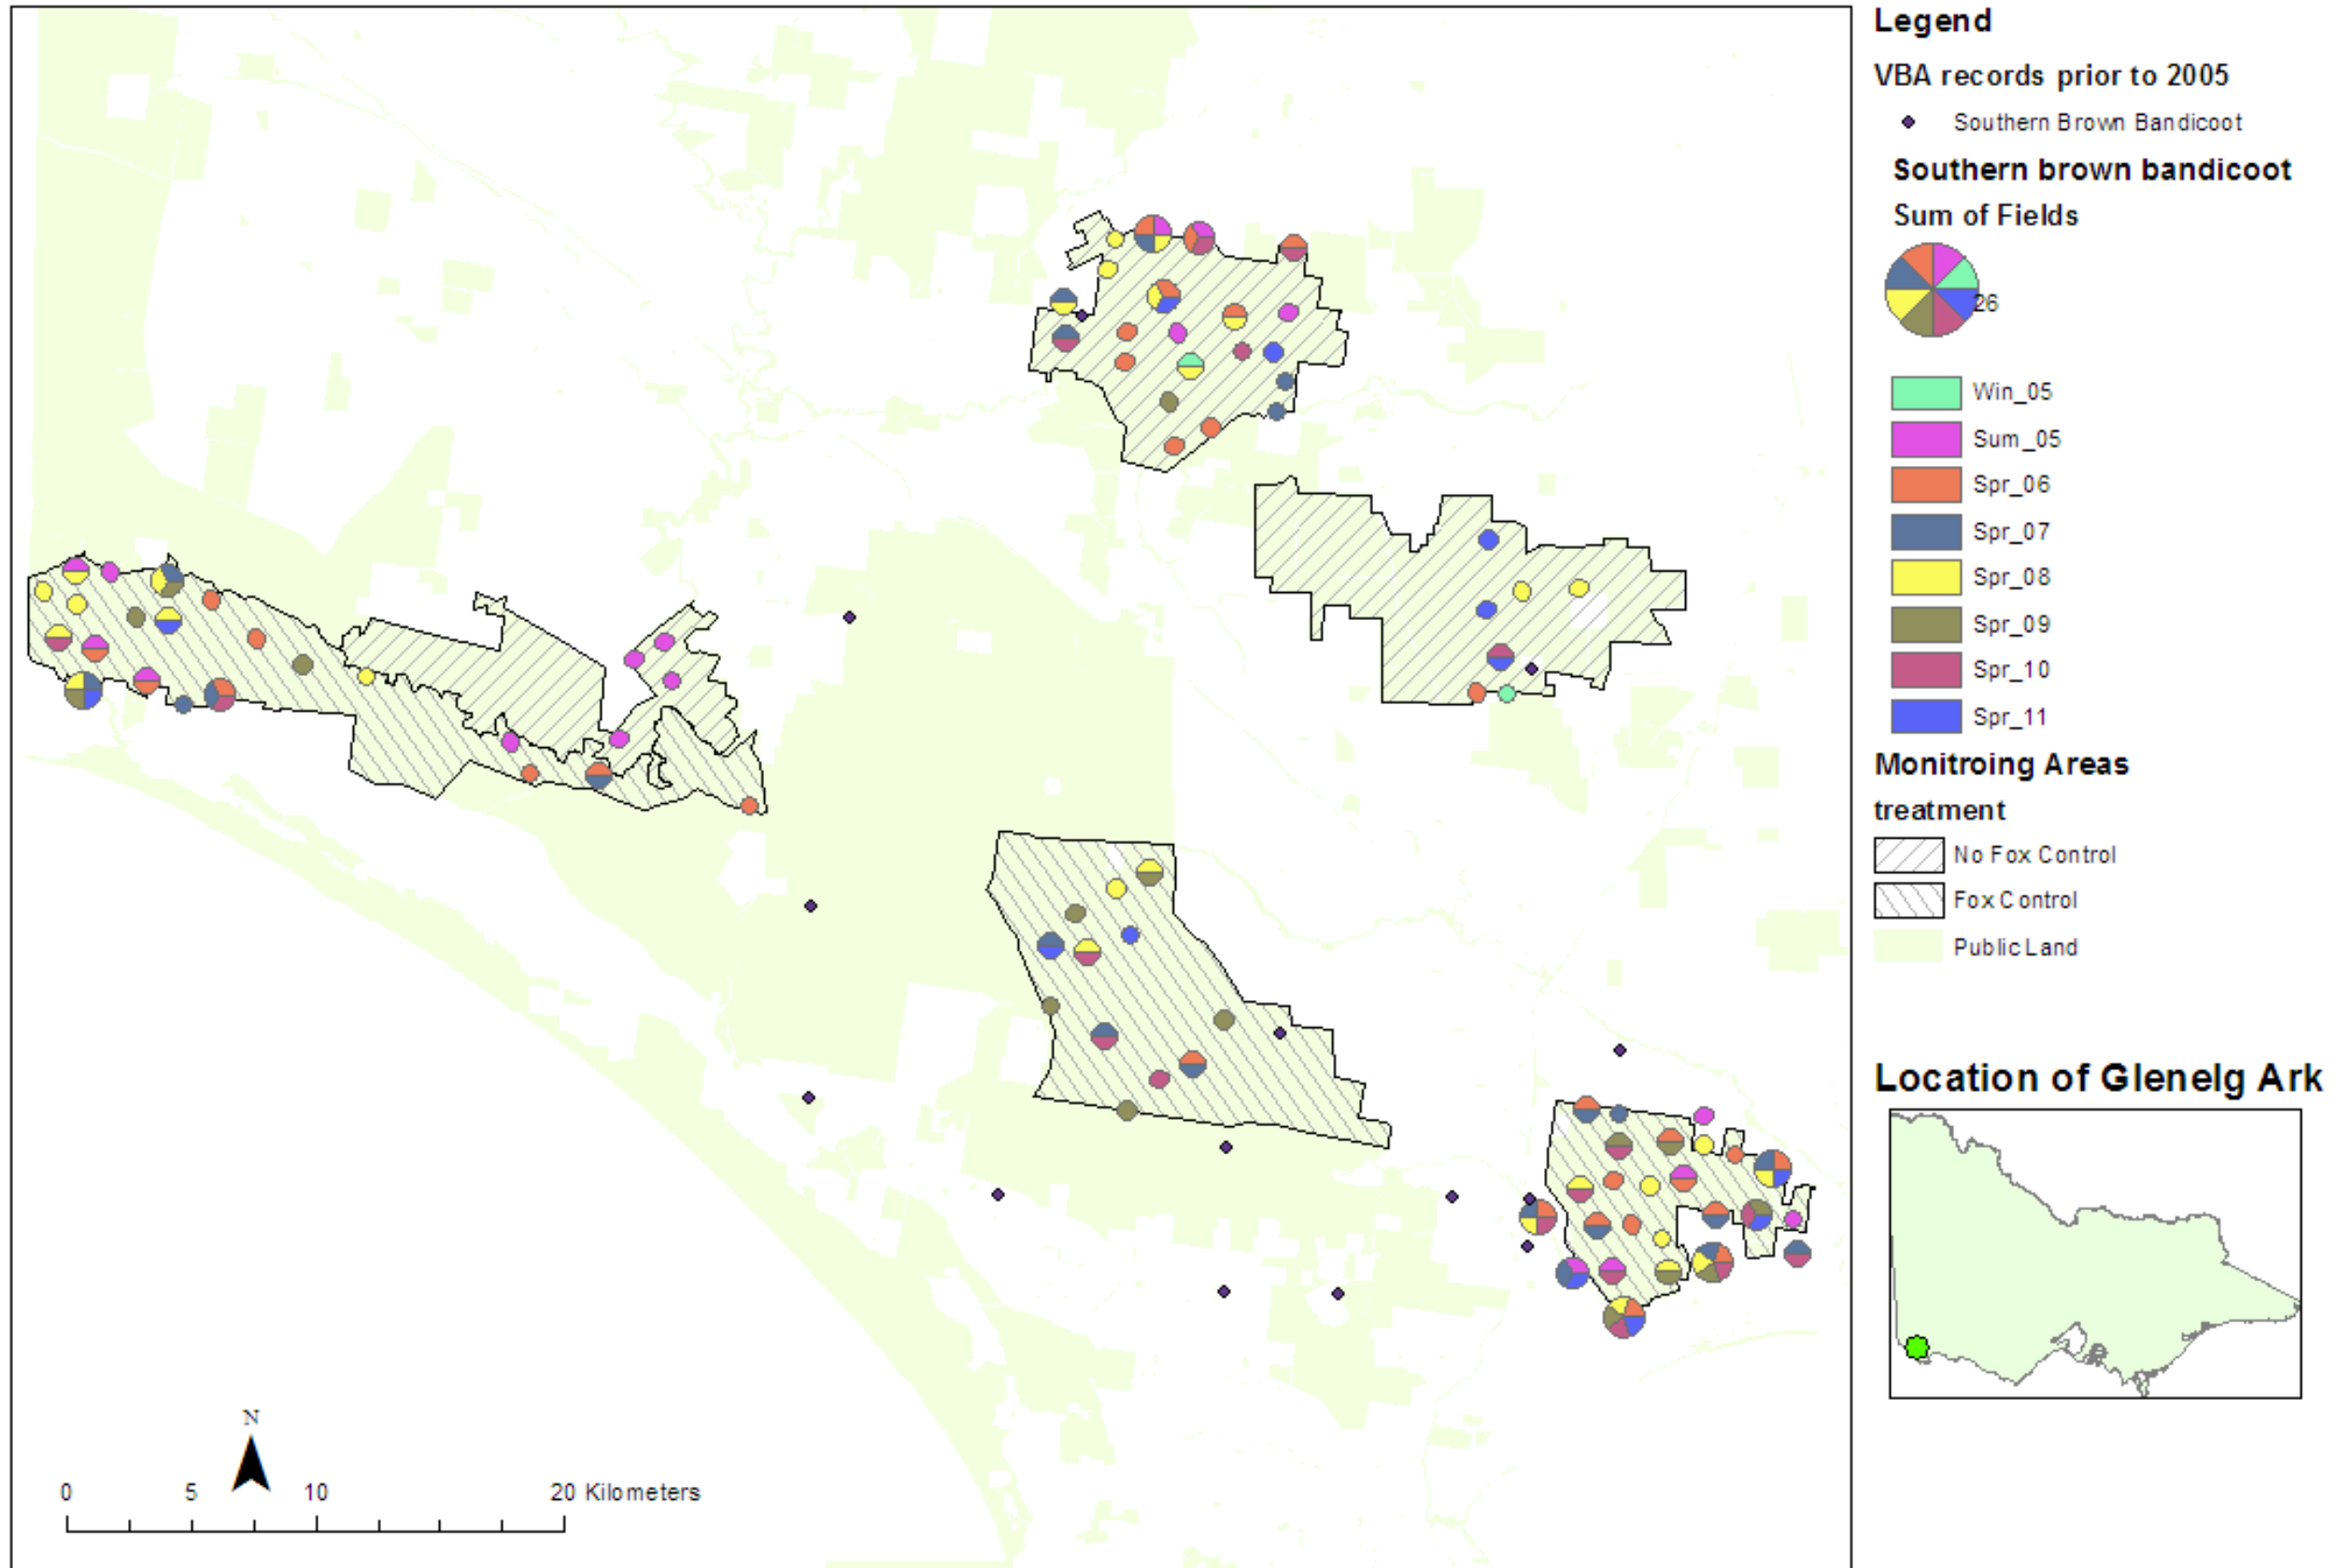 Legend
VBA records prior to 2005
Southern Brown Bandicoot
Southern brown bandicoot
Sum of Fields
26
Win_05
Sum_05
Spr_06
Spr_07
Spr_08
Spr_09
Spr_10
Spr_11
Monitroing Areas
treatment
No Fox Control
Fox Control
Public Land
Location of Glenelg Ark
N
0 5 10 20 Kilometers